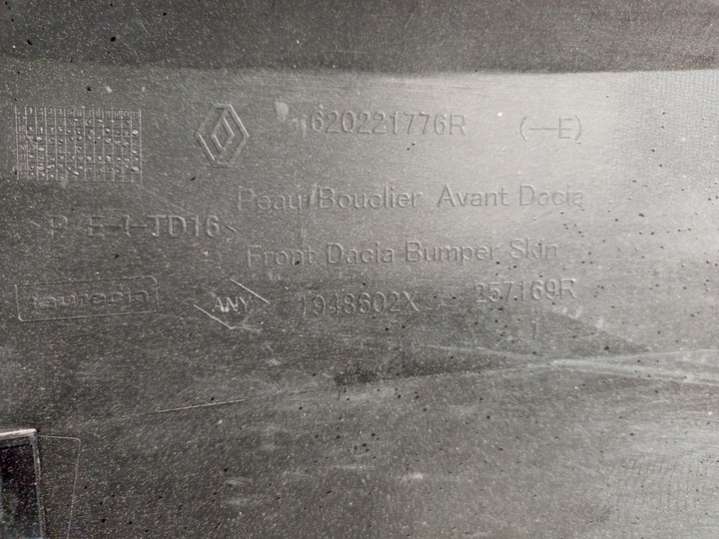 620221776R (—E)
Peau/Bouclier Avant Dacia
>P/E-I-TD16<
Front Dacia Bumper Skin
faurecia
ANY 1948602X 257169R